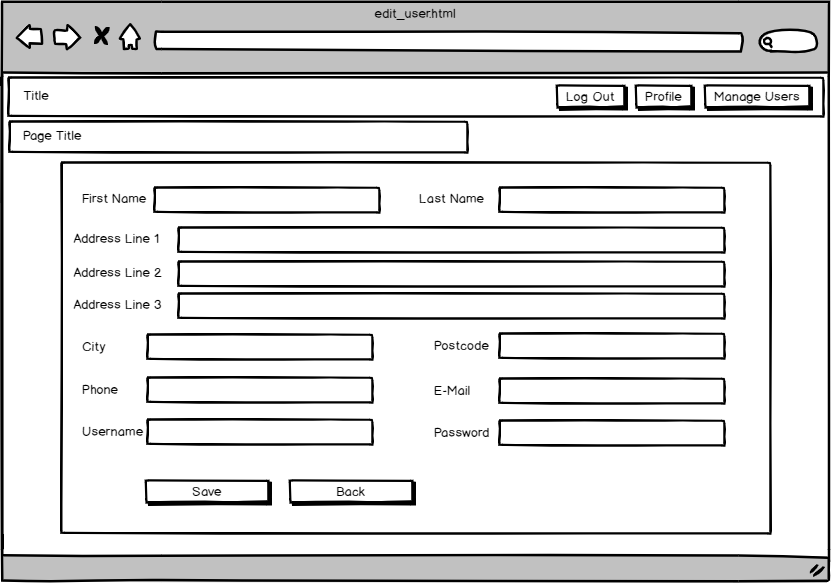 edit_user.html
Title
Log Out
Profile
Manage Users
Page Title
First Name
Last Name
Address Line 1
Address Line 2
Address Line 3
City
Postcode
Phone
E-Mail
Username
Password
Save
Back